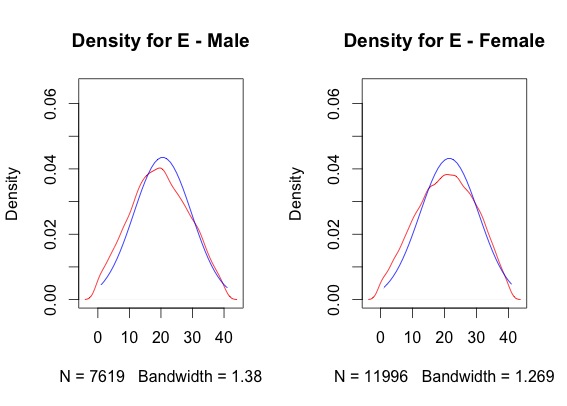 Density for E - Male
Density
0.00 0.02 0.04 0.06
0 10 20 30 40
N = 7619 Bandwidth = 1.38
Density for E - Female
Density
0.00 0.02 0.04 0.06
0 10 20 30 40
N = 11996 Bandwidth = 1.269